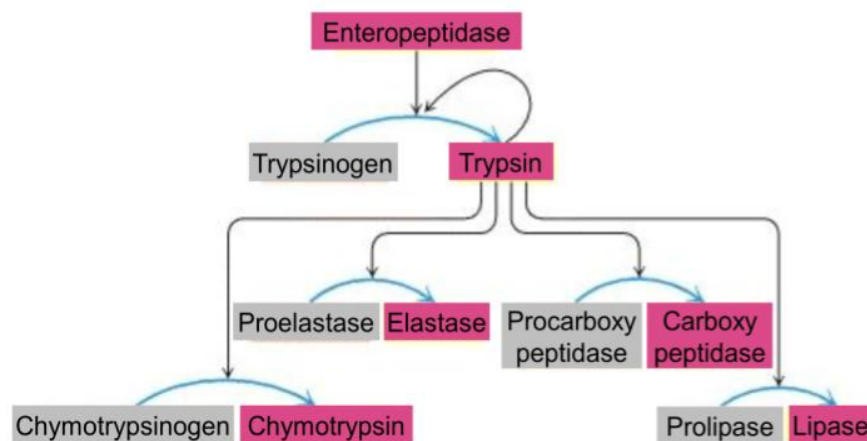 Enteropeptidase
Trypsinogen
Trypsin
Proelastase
Elastase
Procarboxy
peptidase
Carboxy
peptidase
Chymotrypsinogen
Chymotrypsin
Prolipase
Lipase